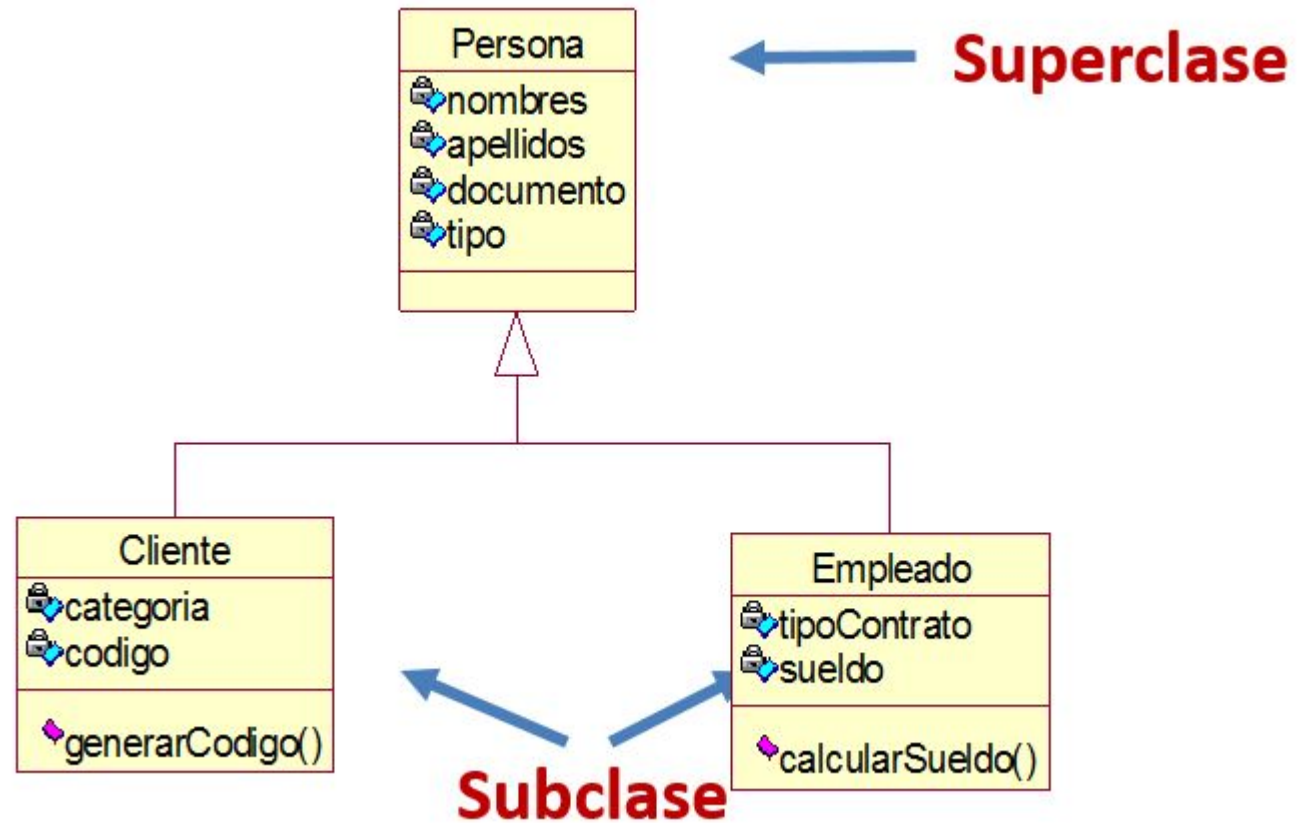 Persona
Superclase
nombres
apellidos
documento
tipo
Cliente
categoria
codigo
generarCodigo()
Empleado
tipoContrato
sueldo
calcularSueldo()
Subclase